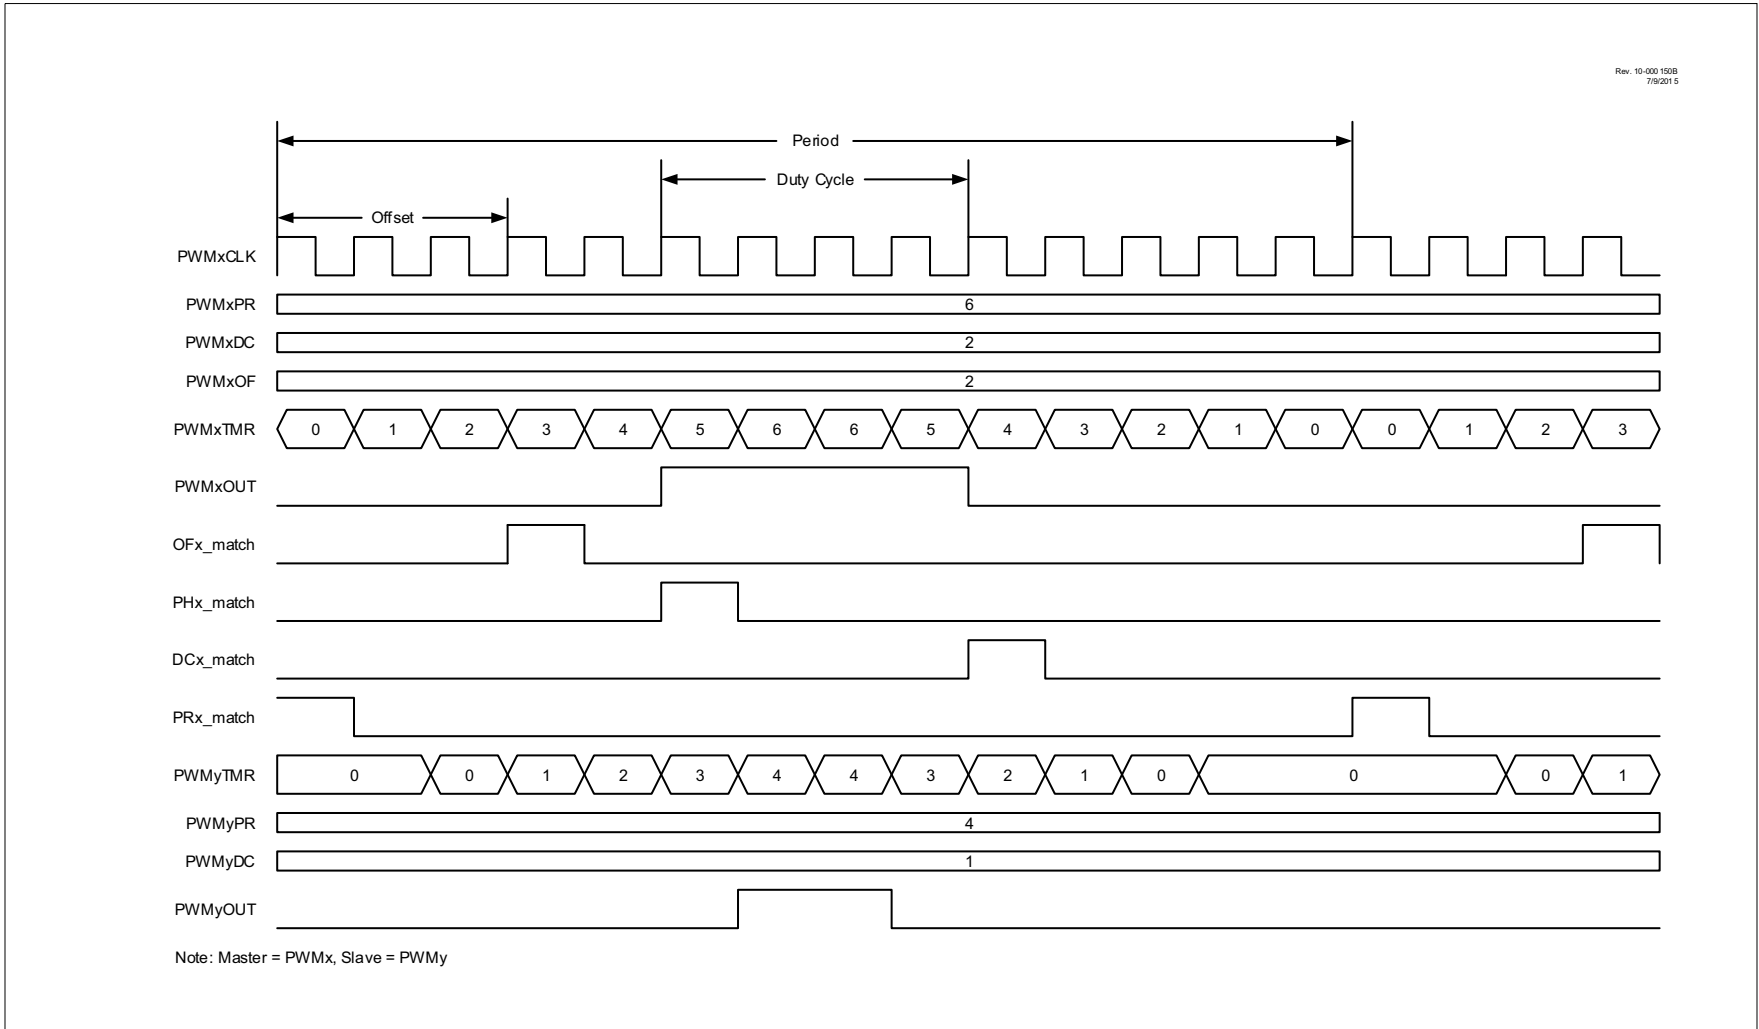 Rev. 10-000 150B
7/9/201 5
Period
Duty Cycle
Offset
PWMxCLK
PWMxPR 6
PWMxDC 2
PWMxOF 2
PWMxTMR 0 1 2 3 4 5 6 6 5 4 3 2 1 0 0 1 2 3
PWMxOUT
OFx_match
PHx_match
DCx_match
PRx_match
PWMyTMR 0 0 1 2 3 4 4 3 2 1 0 0 0 1
PWMyPR 4
PWMyDC 1
PWMyOUT
Note: Master = PWMx, Slave = PWMy